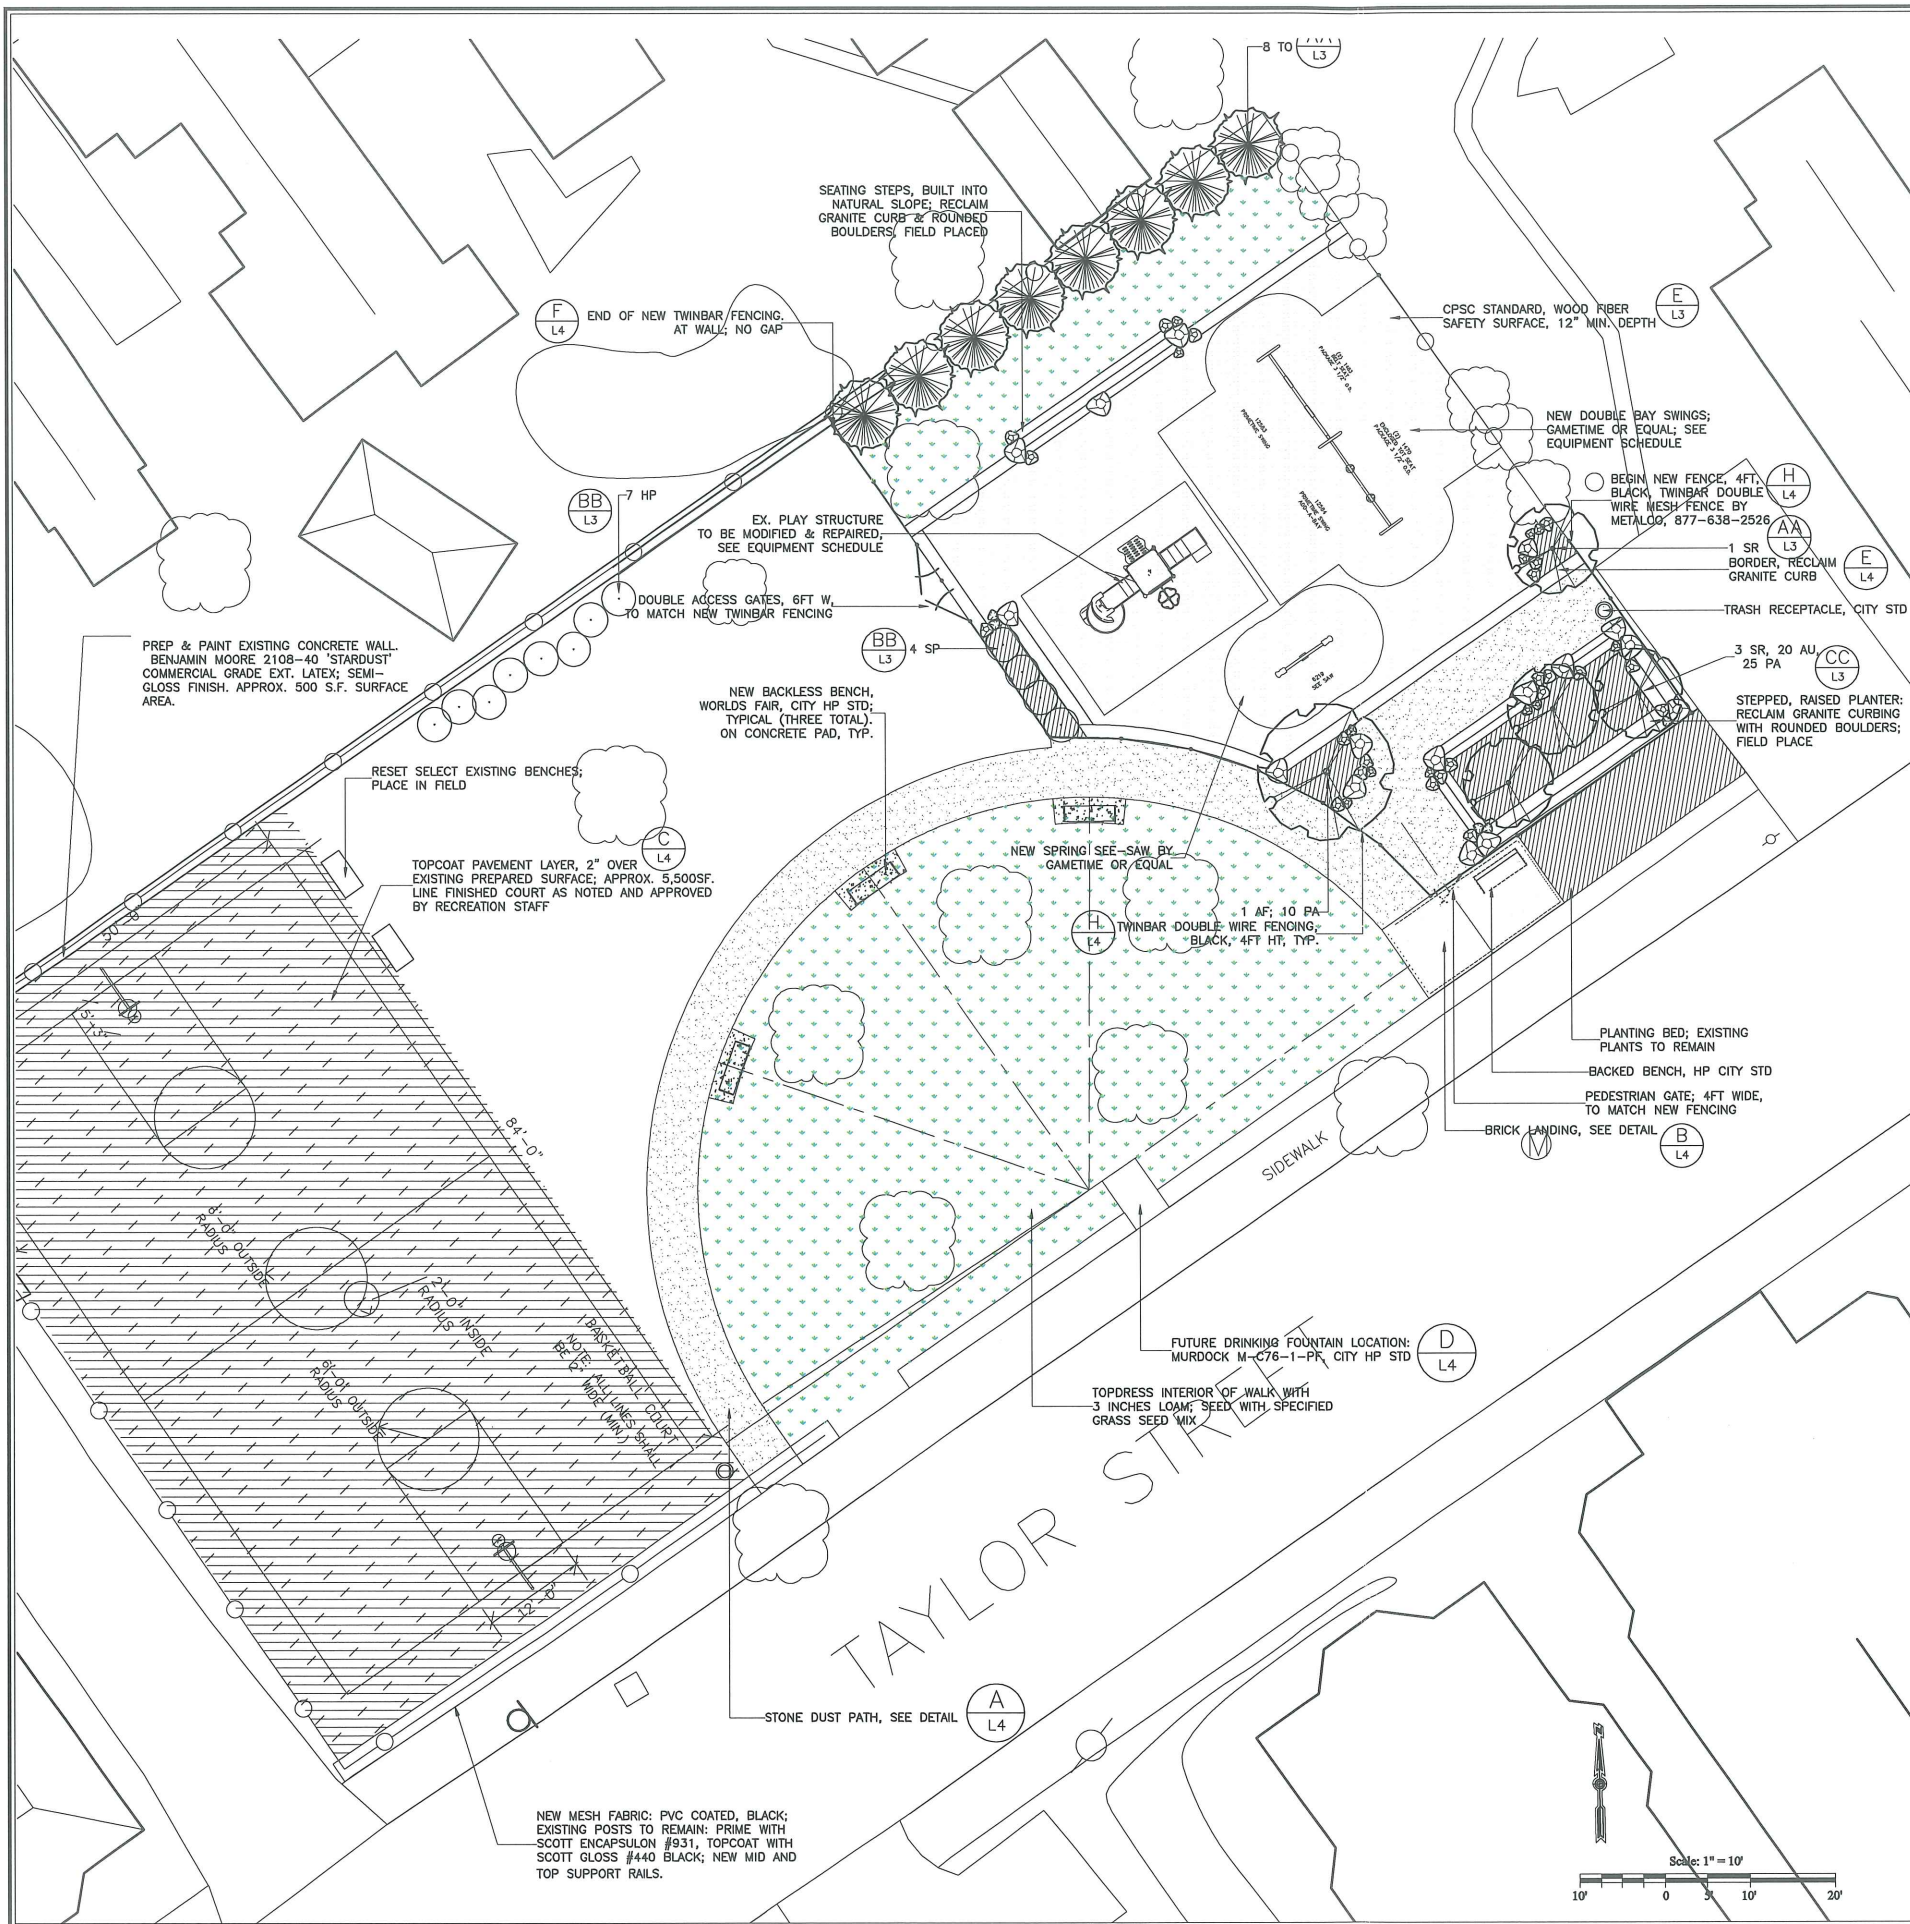 8 TO
L3
SEATING STEPS, BUILT INTO
NATURAL SLOPE; RECLAIM
GRANITE CURB & ROUNDED
BOULDERS, FIELD PLACED
F
L4
END OF NEW TWINBAR FENCING.
AT WALL; NO GAP
CPSC STANDARD, WOOD FIBER
SAFETY SURFACE, 12" MIN. DEPTH
E
L3
NEW DOUBLE BAY SWINGS;
GAMETIME OR EQUAL; SEE
EQUIPMENT SCHEDULE
12583
PRIMETIME SWING
12584
PRIMETIME SWING
ADD-A-BAY
BB
L3
7 HP
EX. PLAY STRUCTURE
TO BE MODIFIED & REPAIRED,
SEE EQUIPMENT SCHEDULE
BEGIN NEW FENCE, 4FT,
BLACK, TWINBAR DOUBLE
WIRE MESH FENCE BY
METALCO, 877-638-2526
H
L4
AA
L3
1 SR
BORDER, RECLAIM
GRANITE CURB
E
L4
TRASH RECEPTACLE, CITY STD
DOUBLE ACCESS GATES, 6FT W,
TO MATCH NEW TWINBAR FENCING
BB
L3
4 SP
6219
SEE SAW
3 SR, 20 AU,
25 PA
CC
L3
STEPPED, RAISED PLANTER:
RECLAIM GRANITE CURBING
WITH ROUNDED BOULDERS;
FIELD PLACE
PREP & PAINT EXISTING CONCRETE WALL.
BENJAMIN MOORE 2108-40 'STARDUST'
COMMERCIAL GRADE EXT. LATEX; SEMI-
GLOSS FINISH. APPROX. 500 S.F. SURFACE
AREA.
NEW BACKLESS BENCH,
WORLDS FAIR, CITY HP STD;
TYPICAL (THREE TOTAL).
ON CONCRETE PAD, TYP.
RESET SELECT EXISTING BENCHES;
PLACE IN FIELD
C
L4
TOPCOAT PAVEMENT LAYER, 2" OVER
EXISTING PREPARED SURFACE; APPROX. 5,500SF.
LINE FINISHED COURT AS NOTED AND APPROVED
BY RECREATION STAFF
NEW SPRING SEE-SAW BY
GAMETIME OR EQUAL
1 AF; 10 PA
H
L4
TWINBAR DOUBLE WIRE FENCING,
BLACK, 4FT HT, TYP.
PLANTING BED; EXISTING
PLANTS TO REMAIN
BACKED BENCH, HP CITY STD
PEDESTRIAN GATE; 4FT WIDE,
TO MATCH NEW FENCING
BRICK LANDING, SEE DETAIL
B
L4
84'-0"
SIDEWALK
OUTSIDE
RADIUS
2'-0" INSIDE
RADIUS
OUTSIDE
RADIUS
BASKETBALL COURT
NOTE: ALL LINES SHALL
BE 2" WIDE (MIN.)
12'-0"
FUTURE DRINKING FOUNTAIN LOCATION:
MURDOCK M-C76-1-PF, CITY HP STD
D
L4
TOPDRESS INTERIOR OF WALK WITH
3 INCHES LOAM; SEED WITH SPECIFIED
GRASS SEED MIX
TAYLOR STREET
STONE DUST PATH, SEE DETAIL
A
L4
NEW MESH FABRIC: PVC COATED, BLACK;
EXISTING POSTS TO REMAIN: PRIME WITH
SCOTT ENCAPSULON #931, TOPCOAT WITH
SCOTT GLOSS #440 BLACK; NEW MID AND
TOP SUPPORT RAILS.
N
Scale: 1" = 10'
10' 0 5' 10' 20'